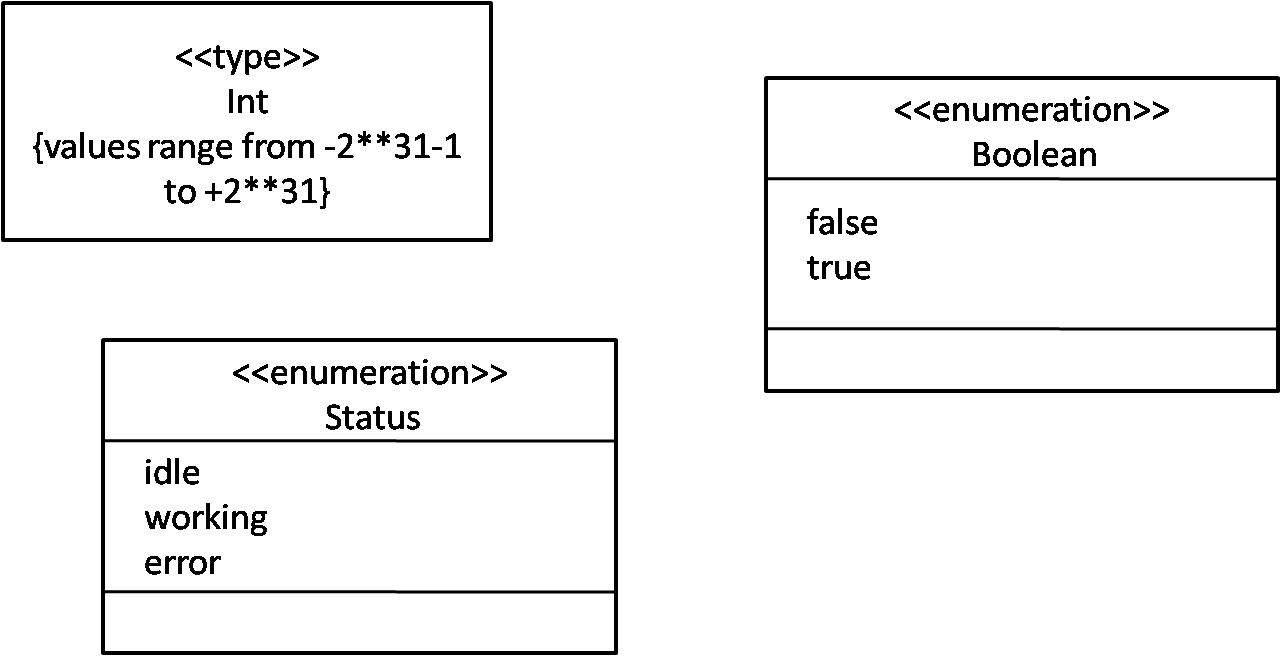 <<type>>
Int
{values range from -2**31-1
to +2**31}
<<enumeration>>
Boolean
false
true
<<enumeration>>
Status
idle
working
error